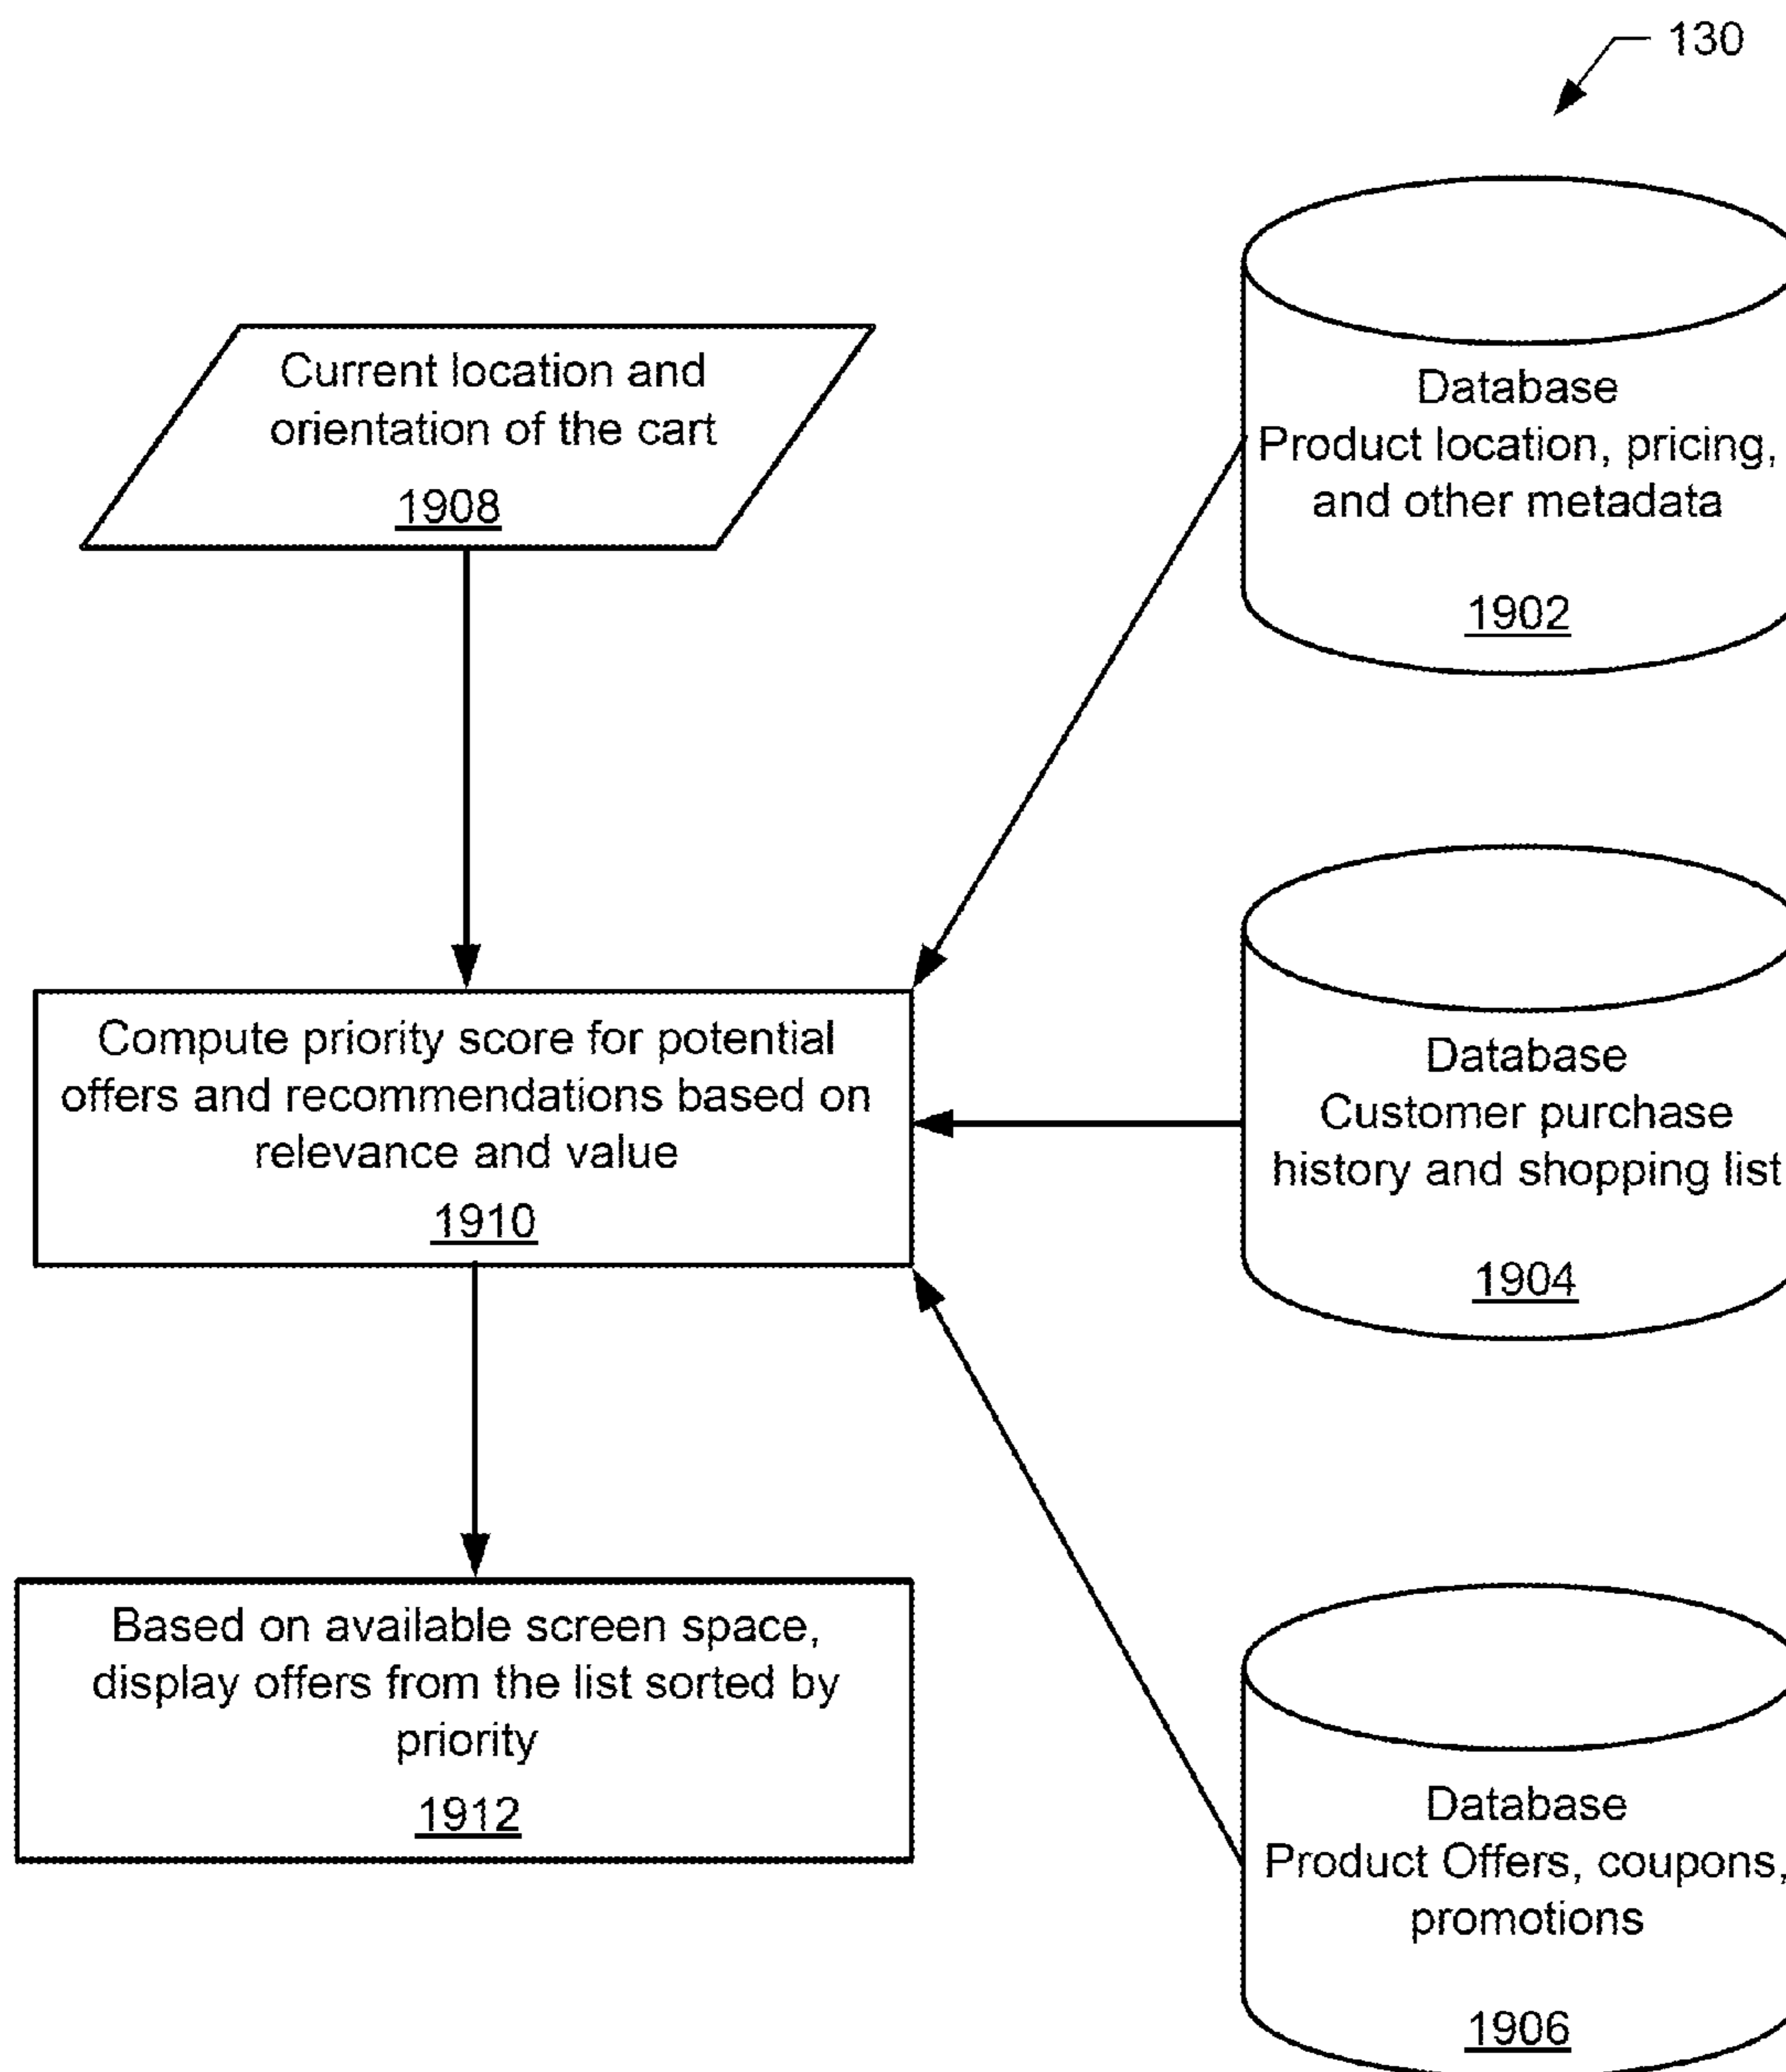 130
Current location and
orientation of the cart
1908
Database
Product location, pricing,
and other metadata
1902
Compute priority score for potential
offers and recommendations based on
relevance and value
1910
Database
Customer purchase
history and shopping list
1904
Based on available screen space,
display offers from the list sorted by
priority
1912
Database
Product Offers, coupons,
promotions
1906